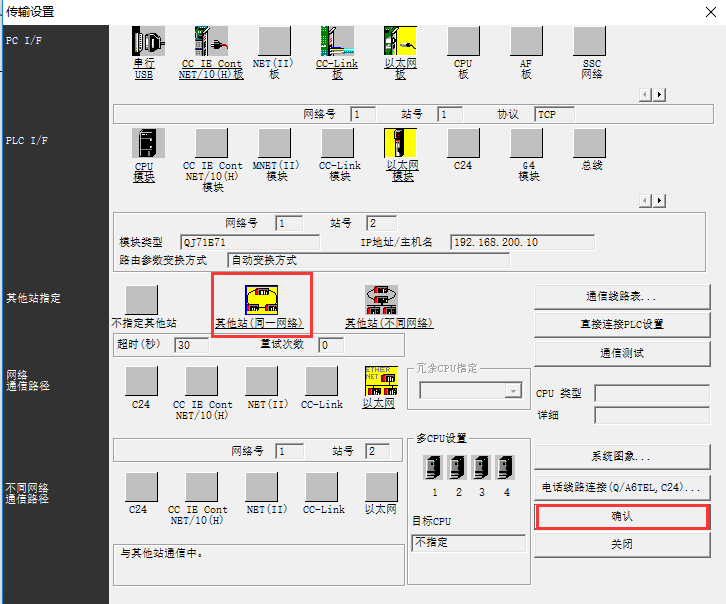 传输设置
PC I/F
串行 USB
CC IE Cont NET/10(H)板
NET(II) 板
CC-Link 板
以太网 板
CPU 板
AF 板
SSC 网络
网络号 1 站号 1 协议 TCP
PLC I/F
CPU 模块
CC IE Cont NET/10(H) 模块
MNET(II) 模块
CC-Link 模块
以太网 模块
C24
G4 模块
总线
网络号 1 站号 2
模块类型 QJ71E71 IP地址/主机名 192.168.200.10
路由参数变换方式 自动变换方式
其他站指定
不指定其他站
其他站(同一网络)
其他站(不同网络)
超时(秒) 30 重试次数 0
通信线路表...
直接连接PLC设置
通信测试
网络 通信路径
C24
CC IE Cont NET/10(H)
NET(II)
CC-Link
ETHER NET
以太网
冗余CPU指定
CPU 类型
详细
网络号 1 站号 2
不同网络 通信路径
C24
CC IE Cont NET/10(H)
NET(II)
CC-Link
以太网
多CPU设置
1 2 3 4
目标CPU
不指定
系统图象...
电话线路连接(Q/A6TEL,C24)...
确认
关闭
与其他站通信中。